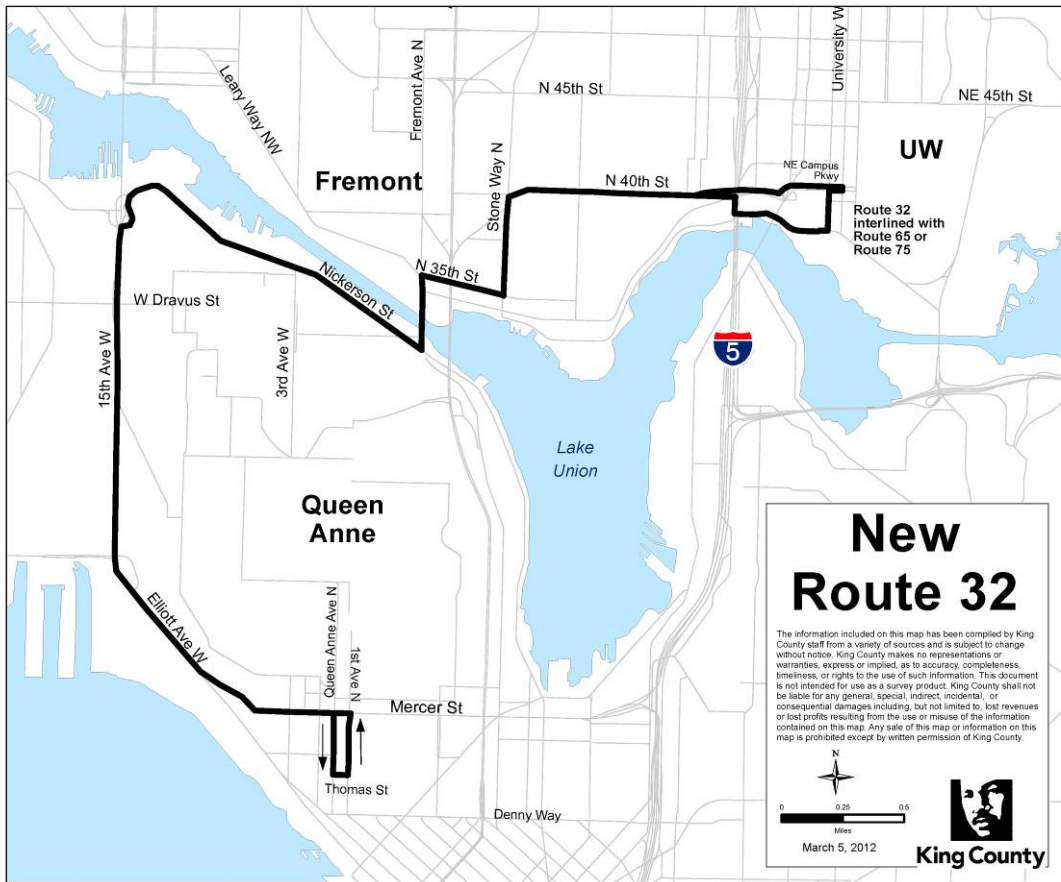 Leary Way NW
Fremont Ave N
N 45th St
University W
NE 45th St
UW
NE Campus
Pkwy
Fremont
Stone Way N
N 40th St
Route 32
interlined with
Route 65 or
Route 75
N 35th St
Nickerson St
W Dravus St
15th Ave W
3rd Ave W
5
Lake
Union
Queen
Anne
Elliott Ave W
Queen Anne Ave N
1st Ave N
Mercer St
Thomas St
Denny Way
New
Route 32
The information included on this map has been compiled by King
County staff from a variety of sources and is subject to change
without notice. King County makes no representations or
warranties, express or implied, as to accuracy, completeness,
timeliness, or rights to the use of such information. This document
is not intended for use as a survey product. King County shall not
be liable for any general, special, indirect, incidental, or
consequential damages including, but not limited to, lost revenues
or lost profits resulting from the use or misuse of the information
contained on this map. Any sale of this map or information on this
map is prohibited except by written permission of King County.
N
0 0.25 0.5
Miles
March 5, 2012
King County